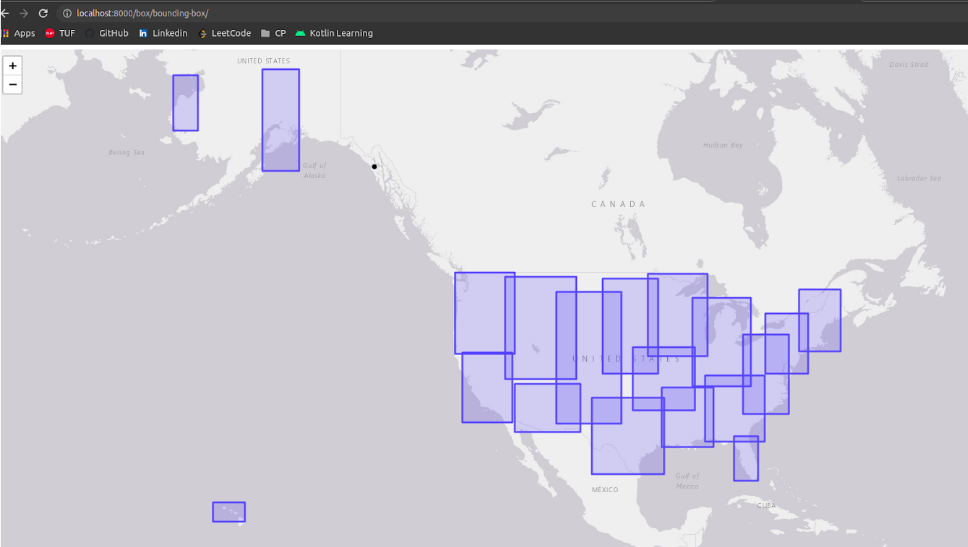 localhost:8000/box/bounding-box/
Apps TUF GitHub Linkedin LeetCode CP Kotlin Learning
+
−
UNITED STATES
Davis Strait
Bering Sea
Gulf of
Alaska
Hudson Bay
Labrador Sea
CANADA
UNITED STATES
Gulf of
Mexico
MÉXICO
CUBA